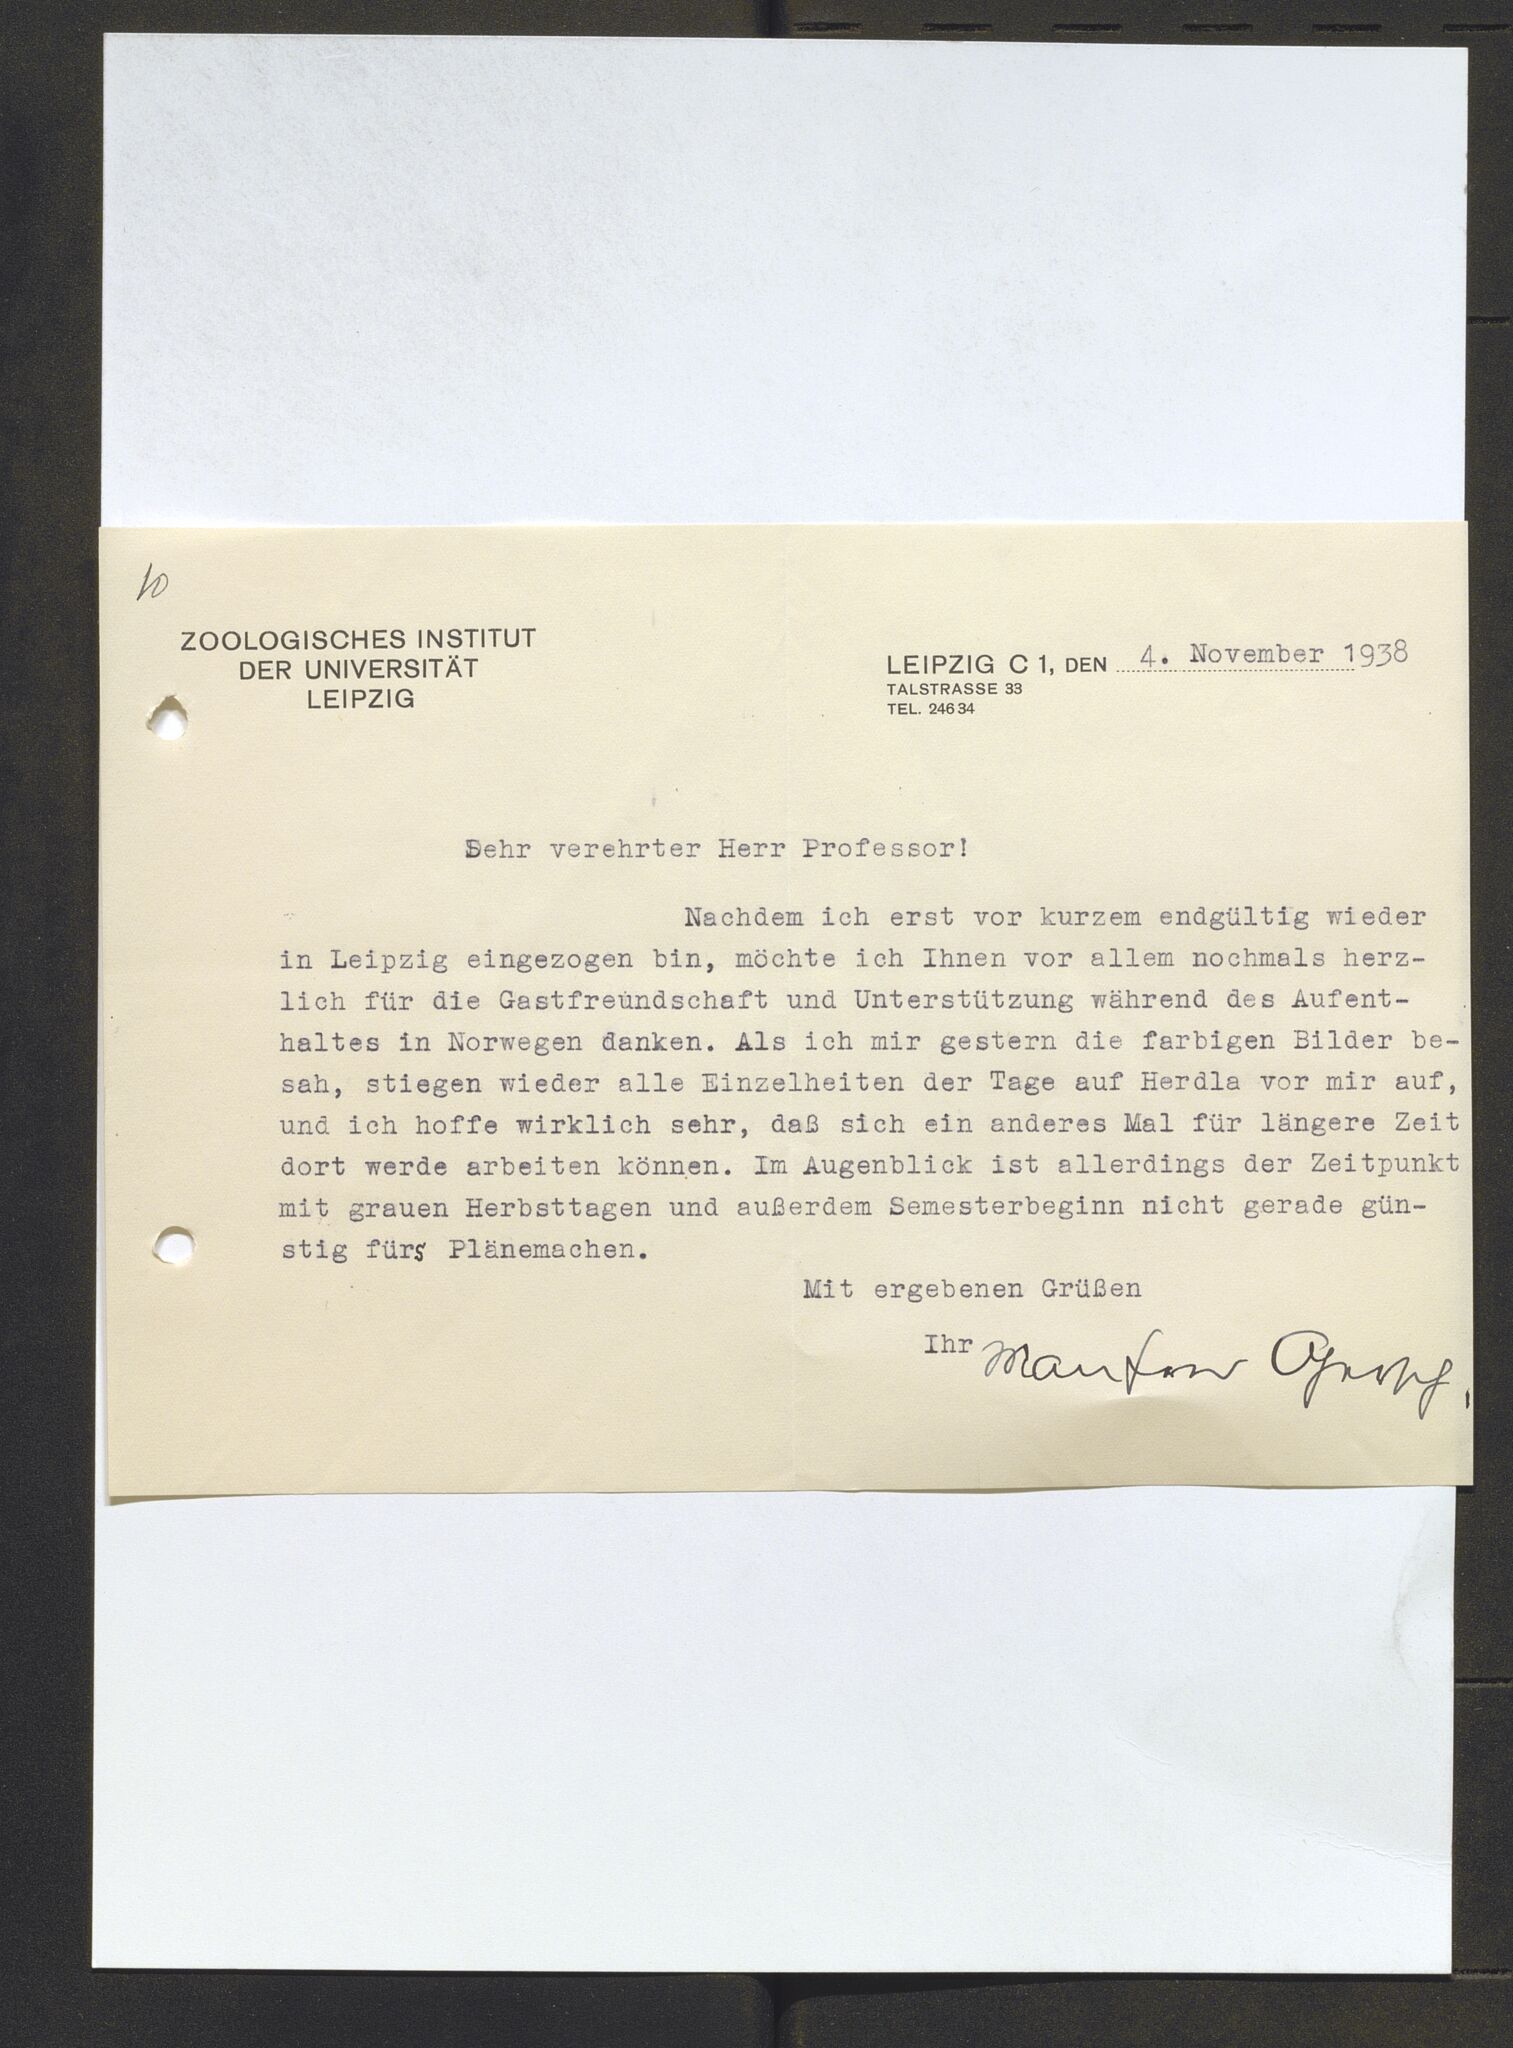 10
ZOOLOGISCHES INSTITUT
DER UNIVERSITÄT
LEIPZIG
LEIPZIG C 1, DEN 4. November 1938
TALSTRASSE 33
TEL. 24634
Sehr verehrter Herr Professor!
Nachdem ich erst vor kurzem endgültig wieder
in Leipzig eingezogen bin, möchte ich Ihnen vor allem nochmals herz-
lich für die Gastfreundschaft und Unterstützung während des Aufent-
haltes in Norwegen danken. Als ich mir gestern die farbigen Bilder be-
sah, stiegen wieder alle Einzelheiten der Tage auf Herdla vor mir auf,
und ich hoffe wirklich sehr, daß sich ein anderes Mal für längere Zeit
dort werde arbeiten können. Im Augenblick ist allerdings der Zeitpunkt
mit grauen Herbsttagen und außerdem Semesterbeginn nicht gerade gün-
stig fürs Plänemachen.
Mit ergebenen Grüßen
Ihr Manfred Gersch.